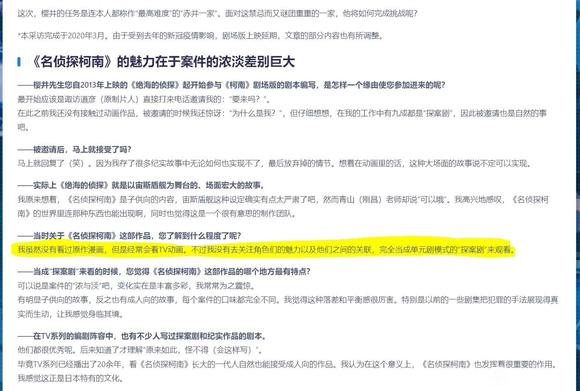 这次，樱井的任务是连本人都称作“最高难度”的“赤井一家”。面对这禁忌而又谜团重重的一家，他将如何完成挑战呢？
*本采访完成于2020年3月。由于受到去年的新冠疫情影响，剧场版上映延期，文章的部分内容也有所调整。
《名侦探柯南》的魅力在于案件的浓淡差别巨大
——樱井先生您自2013年上映的《绝海的侦探》起开始参与《柯南》剧场版的剧本编写，是怎样一个缘由使您参加进来的呢？
最开始应该是诹访道彦（原制片人）直接打来电话邀请我的：“要来吗？”。
在此之前我还没有接触过动画作品，被邀请的时候我还惊讶：“为什么是我？”，但仔细想想，在我的工作中有九成都是“探案剧”，因此被邀请也是自然的事
吧。
——被邀请后，马上就接受了吗？
马上就回复了（笑）。因为我存了很多纪实故事中无论如何也实现不了，最后放弃掉的情节。想着在动画里的话，这种大场面的故事说不定可以实现。
——实际上《绝海的侦探》就是以宙斯盾舰为舞台的、场面宏大的故事。
我原来想着，《名侦探柯南》是子供向的内容，宙斯盾舰这种设定确实有点太严肃了吧，然而青山（刚昌）老师却说“可以哦”。我高兴地感叹，《名侦探柯南》
的世界里连那种东西也能出现啊，同时也觉得这是一个很有意思的制作团队。
——当时关于《名侦探柯南》这部作品，您了解到什么程度了呢？
我虽然没有看过原作漫画，但是经常会看TV动画。不过我没有去关注角色们的魅力以及他们之间的关联，完全当成单元剧模式的“探案剧”来观看。
——当成“探案剧”来看的时候，您觉得《名侦探柯南》这部作品的哪个地方最有特点？
可以说是案件的“浓与淡”吧，变化实在是丰富多彩，我非常常为之震惊。
有明显子供向的故事，反之也有成人向的故事，每个案件的口味都完全不同。我觉得这种落差和平衡感很厉害。特别是以前的一些剧集把犯罪的手法展现得真
实而生动，让我感觉身临其境。
——在TV系列的编剧阵容中，也有不少人写过探案剧和纪实作品的剧本。
他们都很优秀呢。后来知道了才理解“原来如此，怪不得（会这样写）”。
毕竟TV系列已经播出了20余年，看《名侦探柯南》长大的一代人自然也能接受成人向的作品。我认为在这个意义上，《名侦探柯南》也发挥着很重要的作用。
我感觉这正是日本特有的文化。